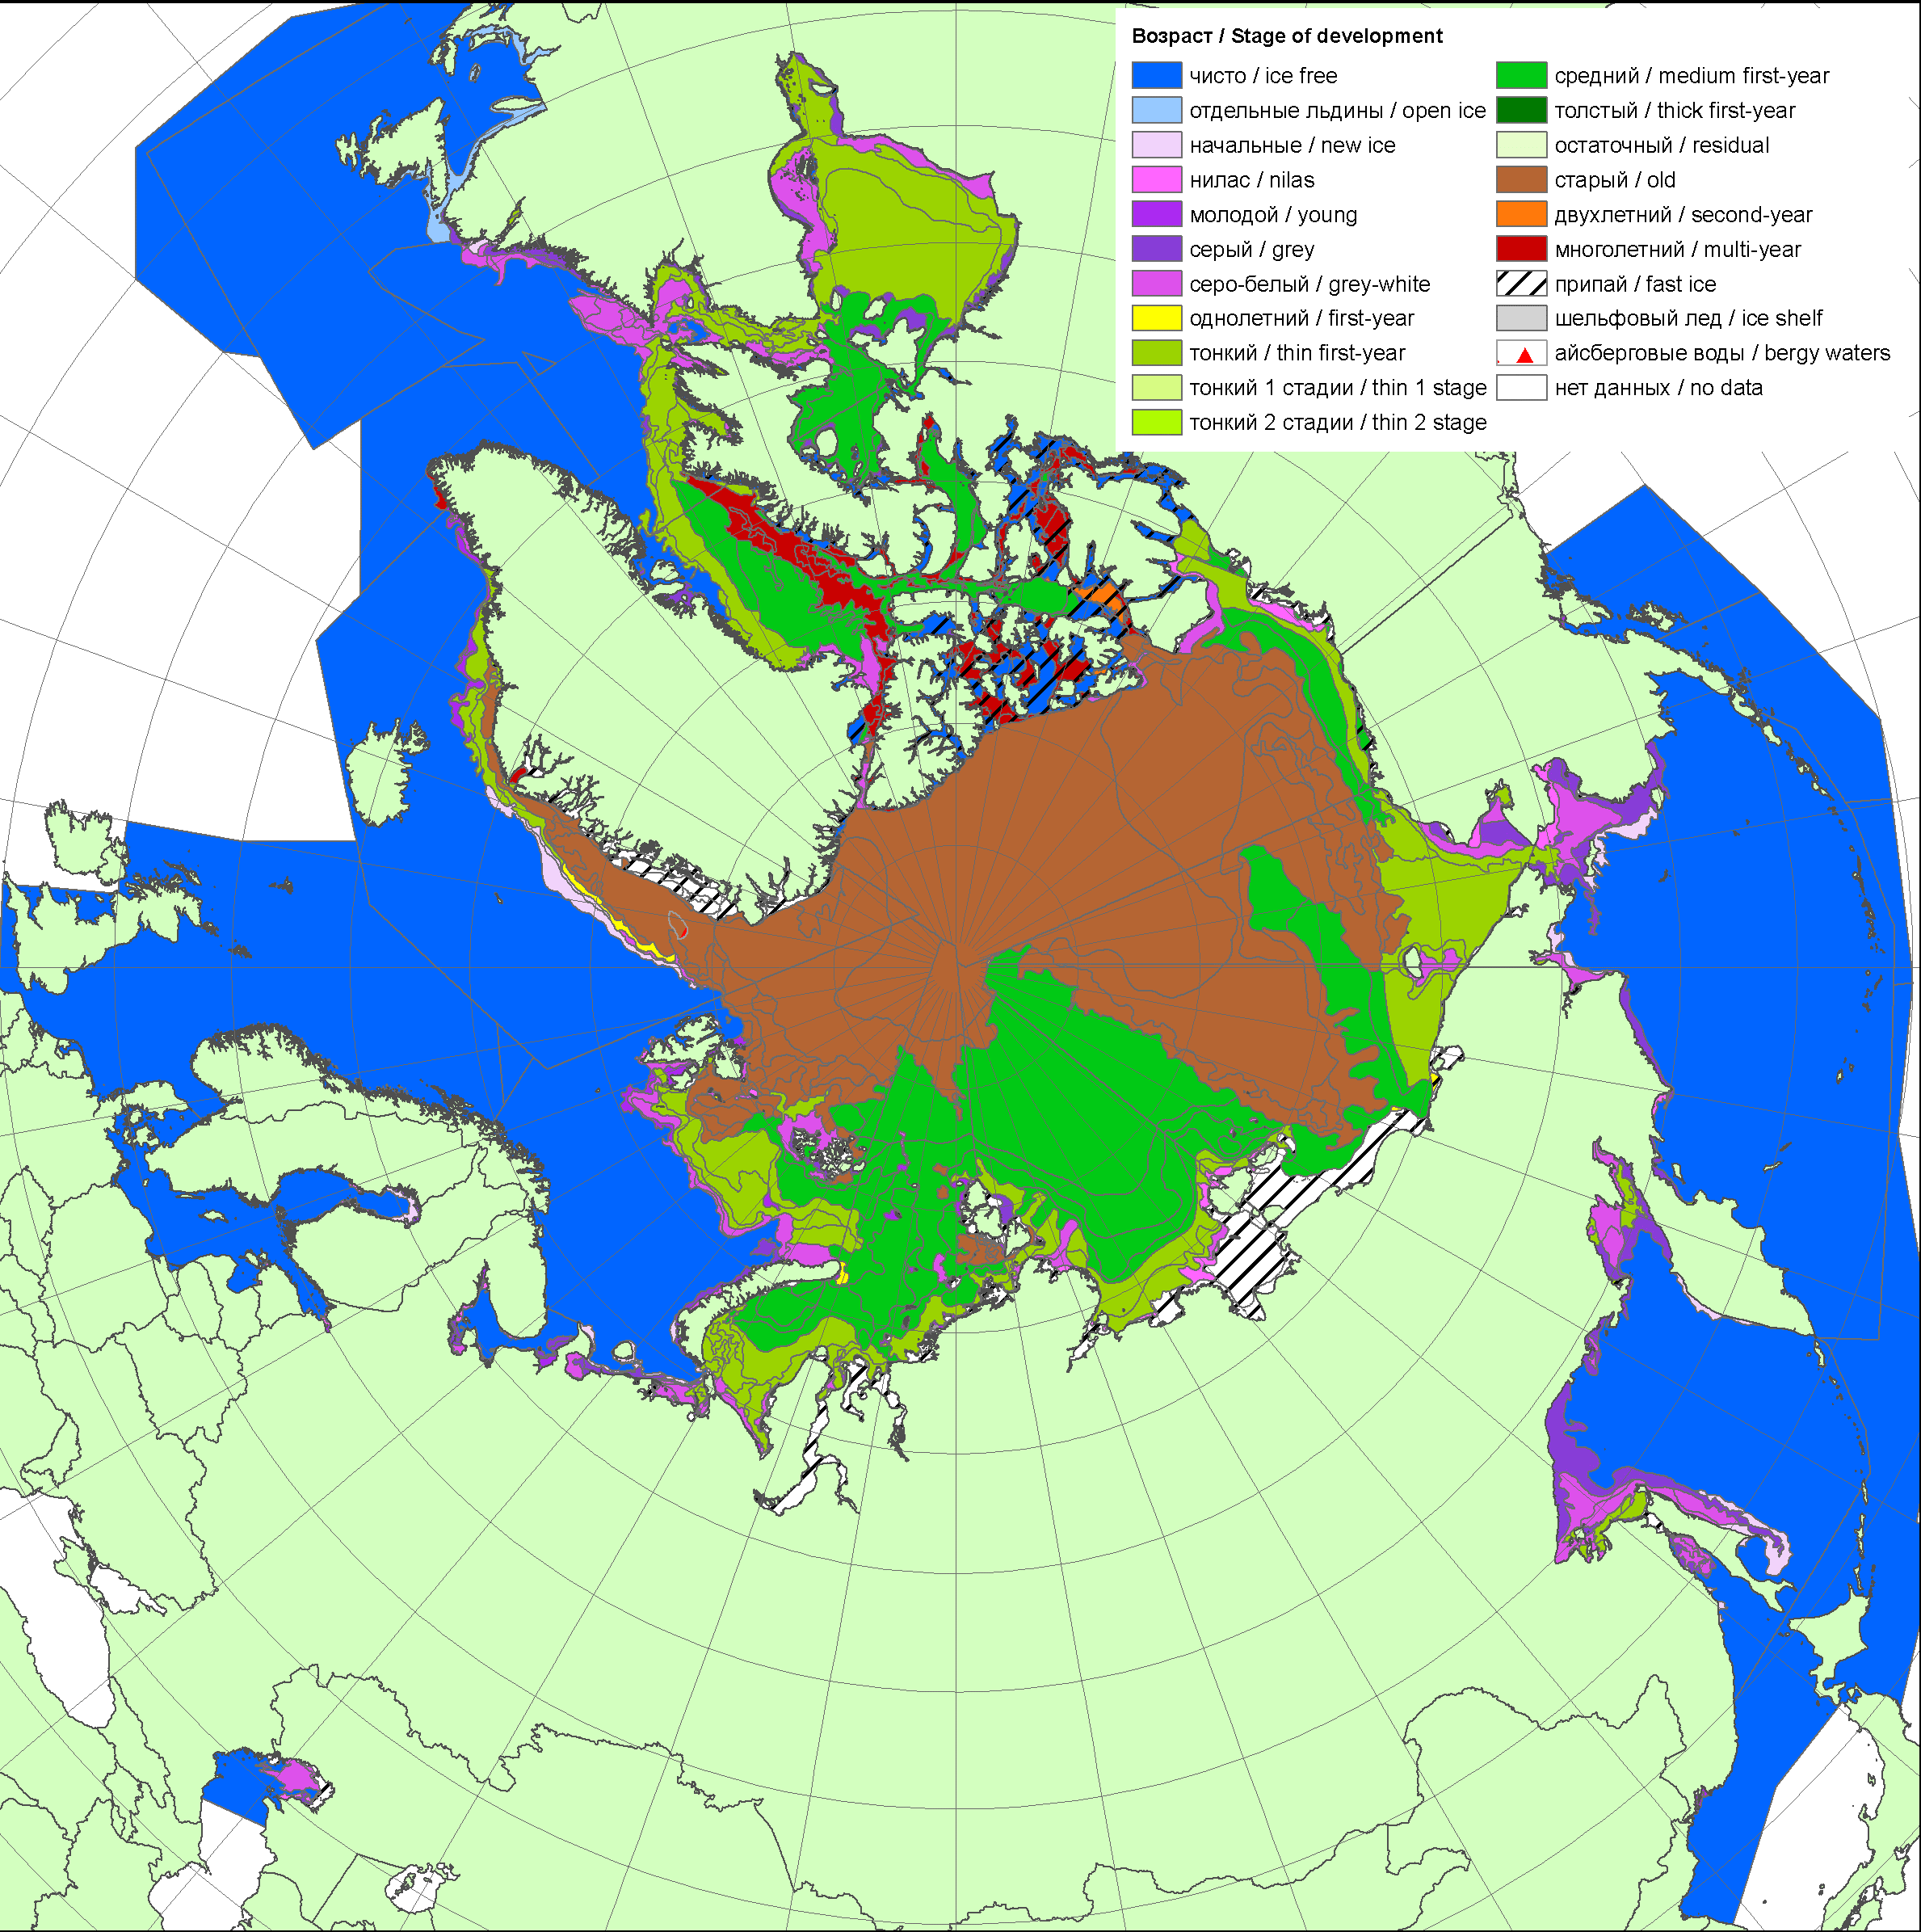 Возраст / Stage of development
чисто / ice free
отдельные льдины / open ice
начальные / new ice
нилас / nilas
молодой / young
серый / grey
серо-белый / grey-white
однолетний / first-year
тонкий / thin first-year
тонкий 1 стадии / thin 1 stage
тонкий 2 стадии / thin 2 stage
средний / medium first-year
толстый / thick first-year
остаточный / residual
старый / old
двухлетний / second-year
многолетний / multi-year
припай / fast ice
шельфовый лед / ice shelf
айсберговые воды / bergy waters
нет данных / no data